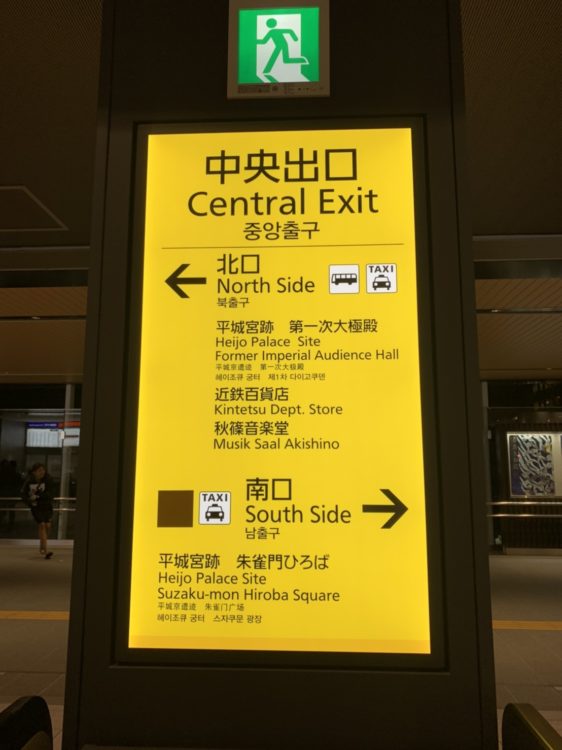 中央出口
Central Exit
중앙출구
北口
North Side
북출구
TAXI
平城宮跡 第一次大極殿
Heijo Palace Site
Former Imperial Audience Hall
平城京遗迹 第一次大极殿
헤이조큐 궁터 제1차 다이고쿠덴
近鉄百貨店
Kintetsu Dept. Store
秋篠音楽堂
Musik Saal Akishino
TAXI
南口
South Side
남출구
平城宮跡 朱雀門ひろば
Heijo Palace Site
Suzaku-mon Hiroba Square
平城京遗迹 朱雀门广场
헤이조큐 궁터 스자쿠문 광장